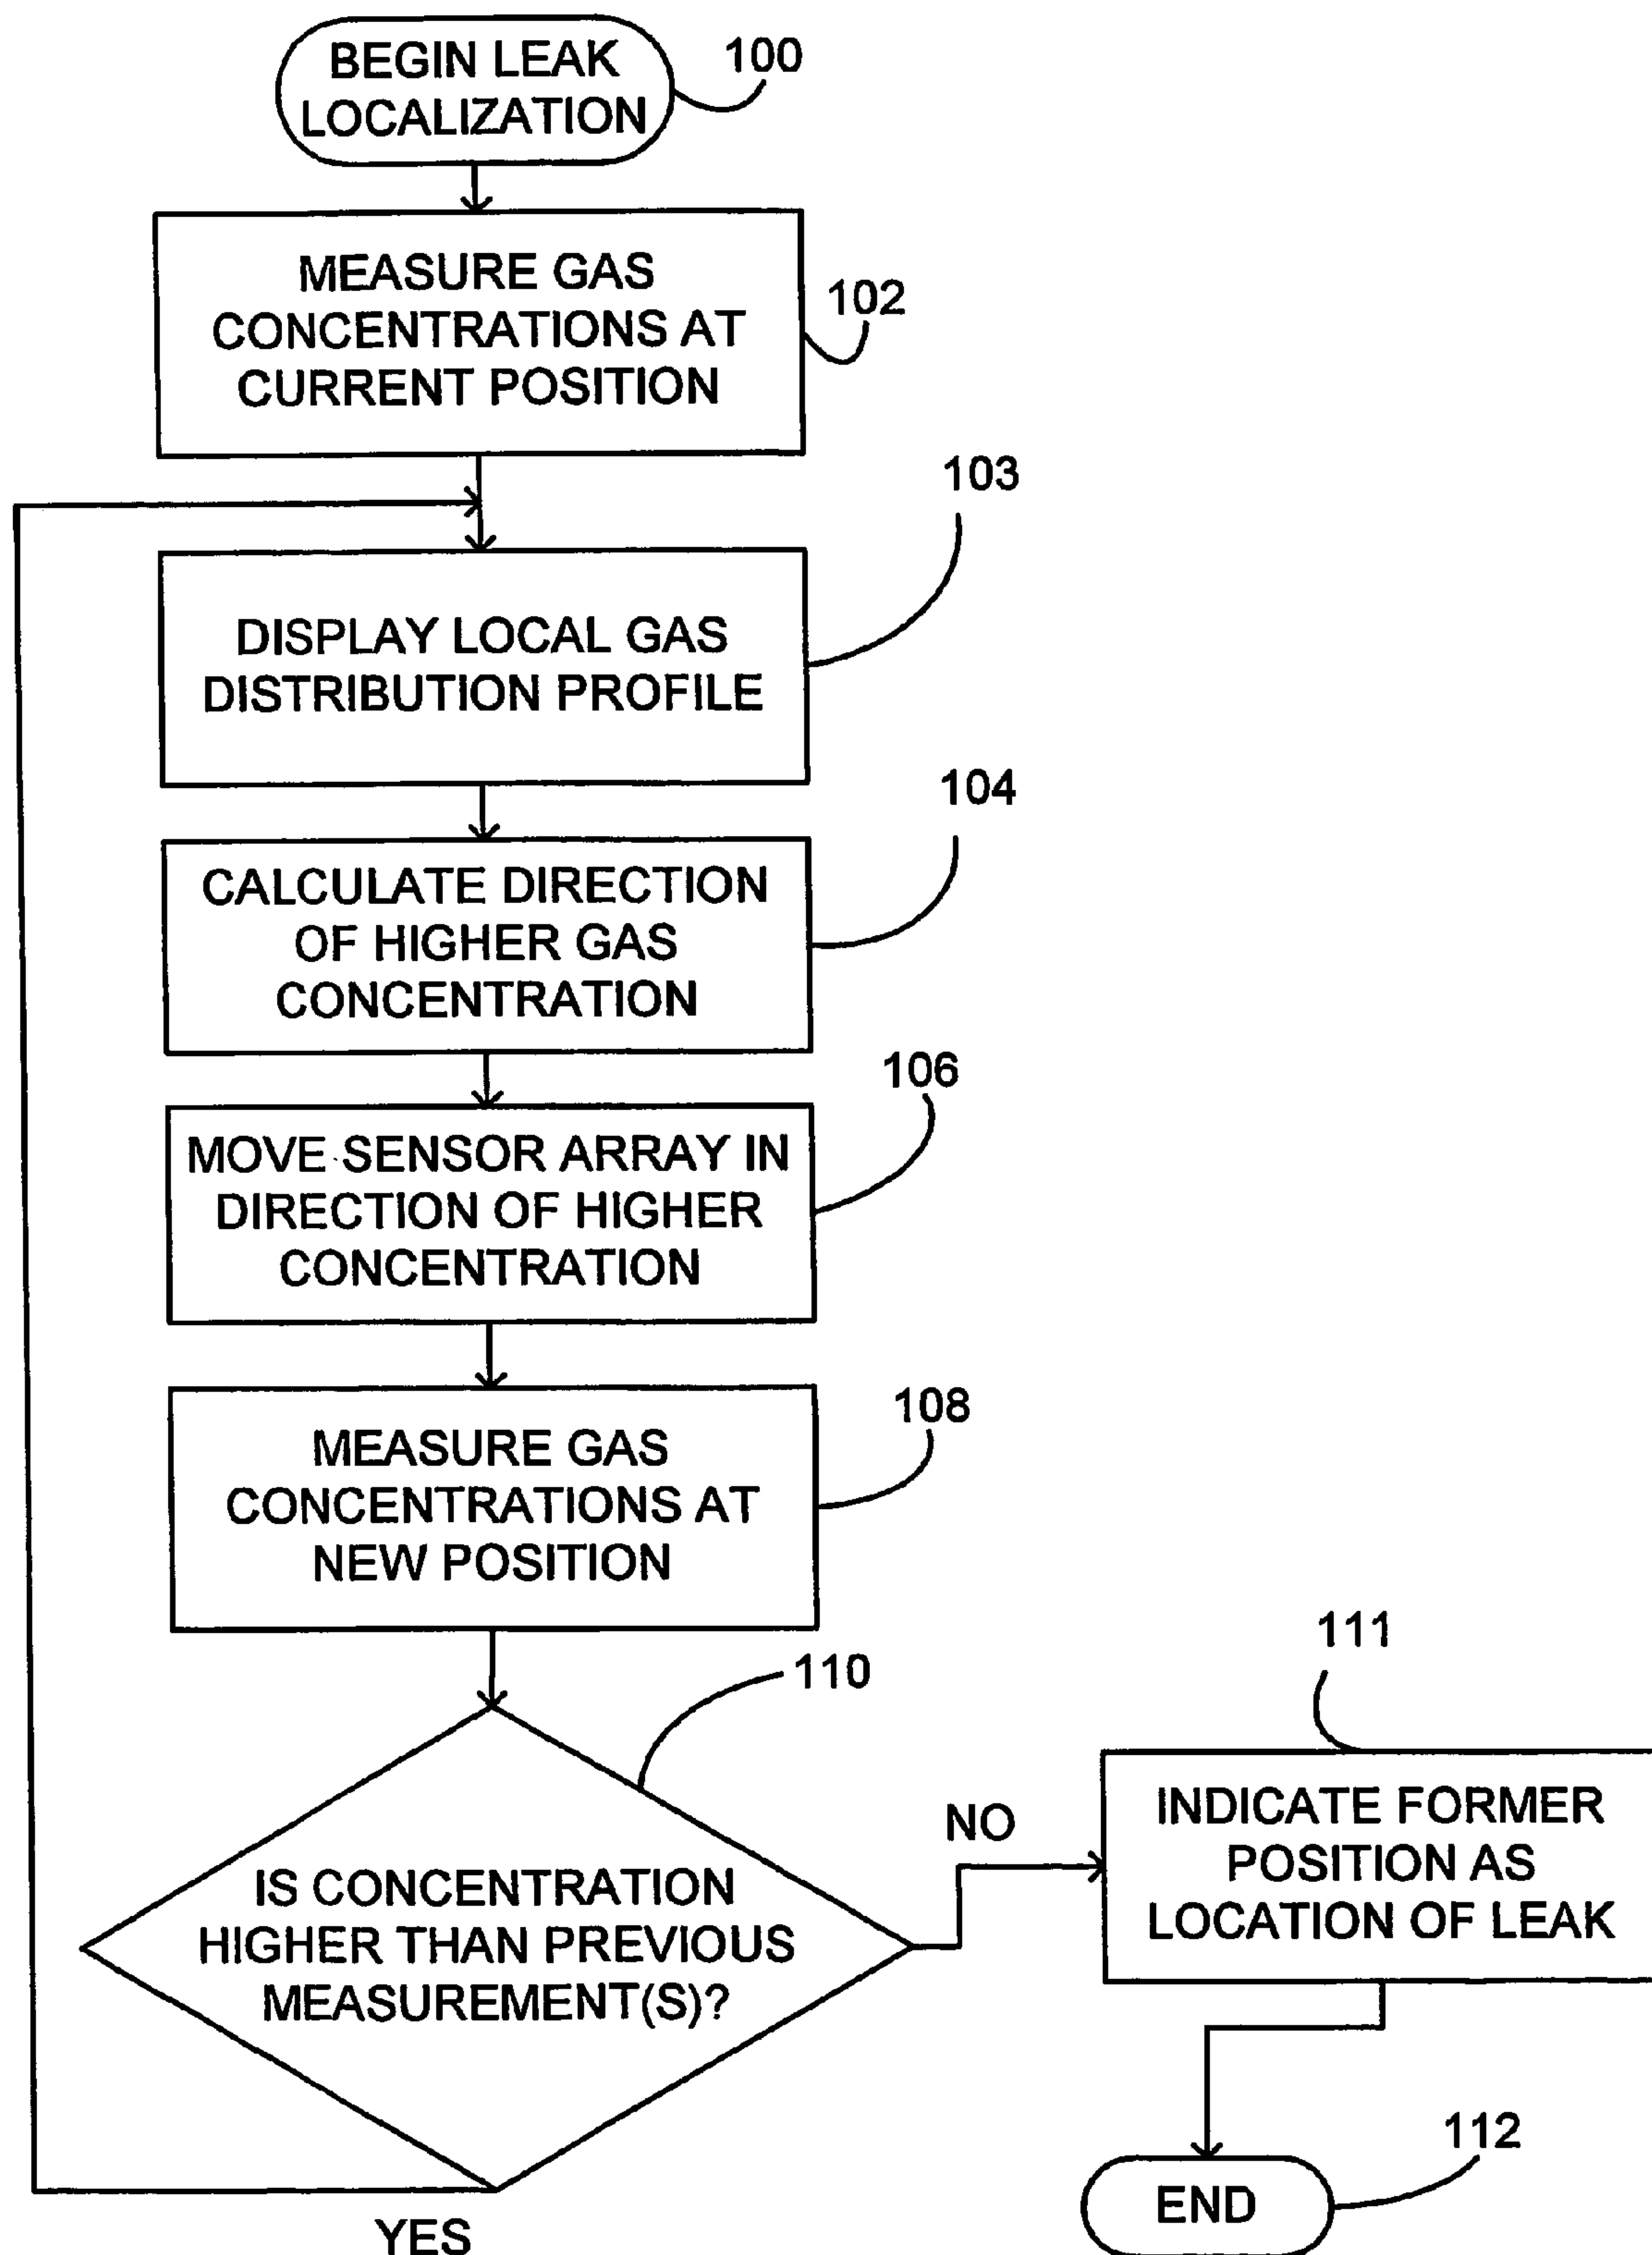 BEGIN LEAK
LOCALIZATION
100
MEASURE GAS
CONCENTRATIONS AT
CURRENT POSITION
102
DISPLAY LOCAL GAS
DISTRIBUTION PROFILE
103
CALCULATE DIRECTION
OF HIGHER GAS
CONCENTRATION
104
MOVE SENSOR ARRAY IN
DIRECTION OF HIGHER
CONCENTRATION
106
MEASURE GAS
CONCENTRATIONS AT
NEW POSITION
108
IS CONCENTRATION
HIGHER THAN PREVIOUS
MEASUREMENT(S)?
110
NO
YES
INDICATE FORMER
POSITION AS
LOCATION OF LEAK
111
END
112